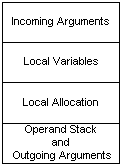 Incoming Arguments
Local Variables
Local Allocation
Operand Stack
and
Outgoing Arguments